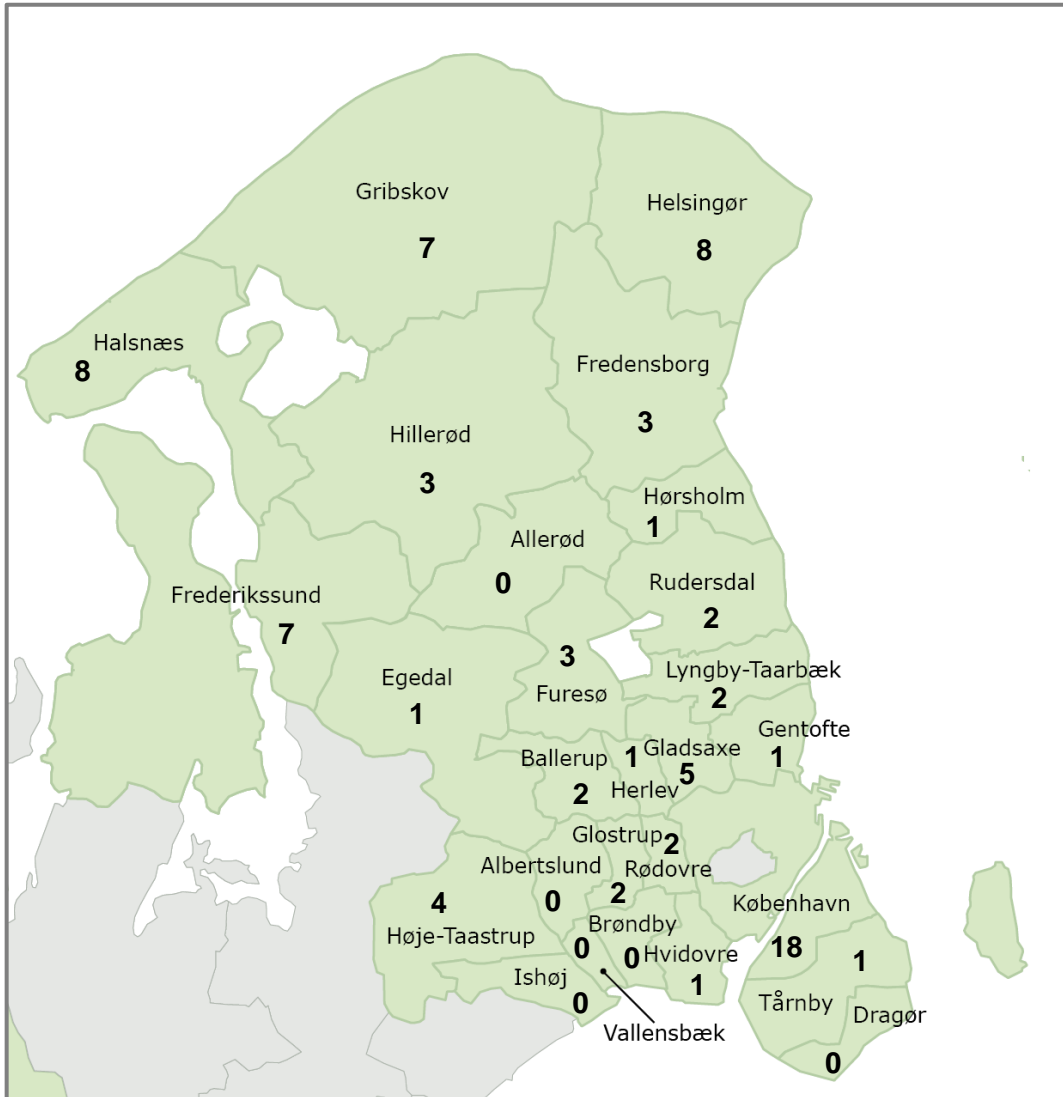 Gribskov
7
Helsingør
8
Halsnæs
8
Fredensborg
3
Hillerød
3
Hørsholm
1
Allerød
0
Rudersdal
2
Frederikssund
7
Egedal
1
3
Furesø
Lyngby-Taarbæk
2
Gentofte
1
Ballerup
2
1
Herlev
Gladsaxe
5
Glostrup
2
2
Rødovre
Albertslund
0
4
Høje-Taastrup
Brøndby
0
Hvidovre
1
0
Vallensbæk
Ishøj
0
København
18
1
Tårnby
Dragør
0